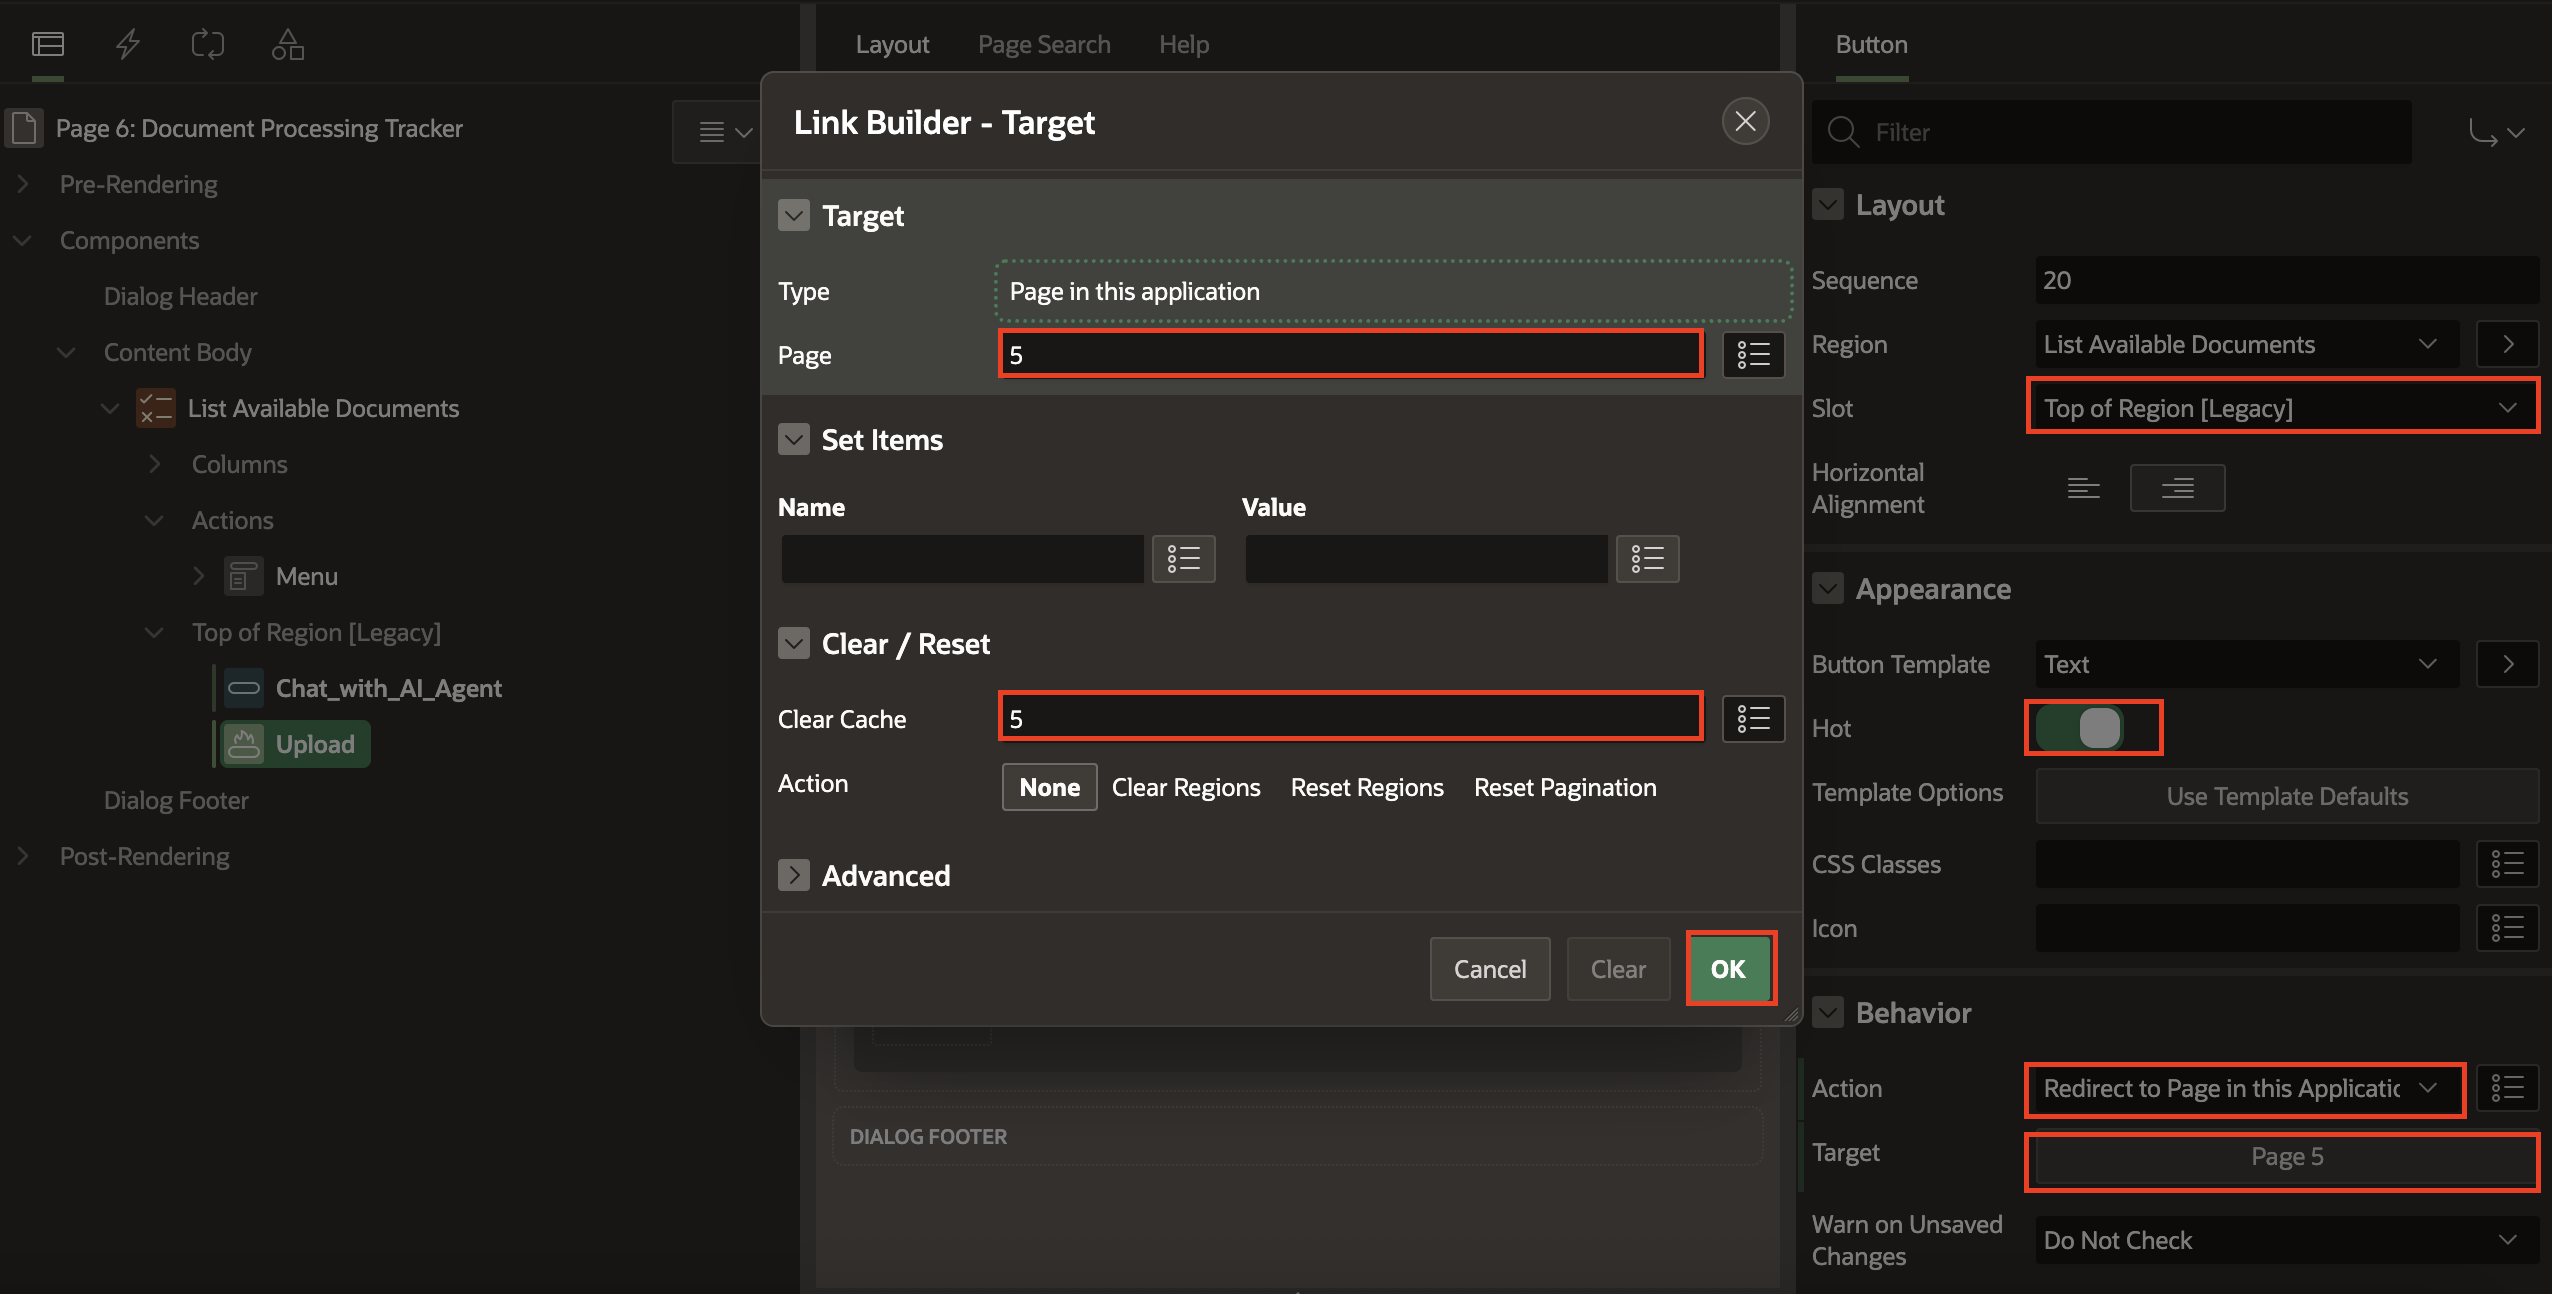 Layout
Page Search
Help
Button
Page 6: Document Processing Tracker
Pre-Rendering
Components
Dialog Header
Content Body
List Available Documents
Columns
Actions
Menu
Top of Region [Legacy]
Chat_with_AI_Agent
Upload
Dialog Footer
Post-Rendering
Link Builder - Target
Target
Type
Page in this application
Page
5
Set Items
Name
Value
Clear / Reset
Clear Cache
5
Action
None
Clear Regions
Reset Regions
Reset Pagination
Advanced
Cancel
Clear
OK
DIALOG FOOTER
Filter
Layout
Sequence
20
Region
List Available Documents
Slot
Top of Region [Legacy]
Horizontal
Alignment
Appearance
Button Template
Text
Hot
Template Options
Use Template Defaults
CSS Classes
Icon
Behavior
Action
Redirect to Page in this Applicatic
Target
Page 5
Warn on Unsaved
Changes
Do Not Check